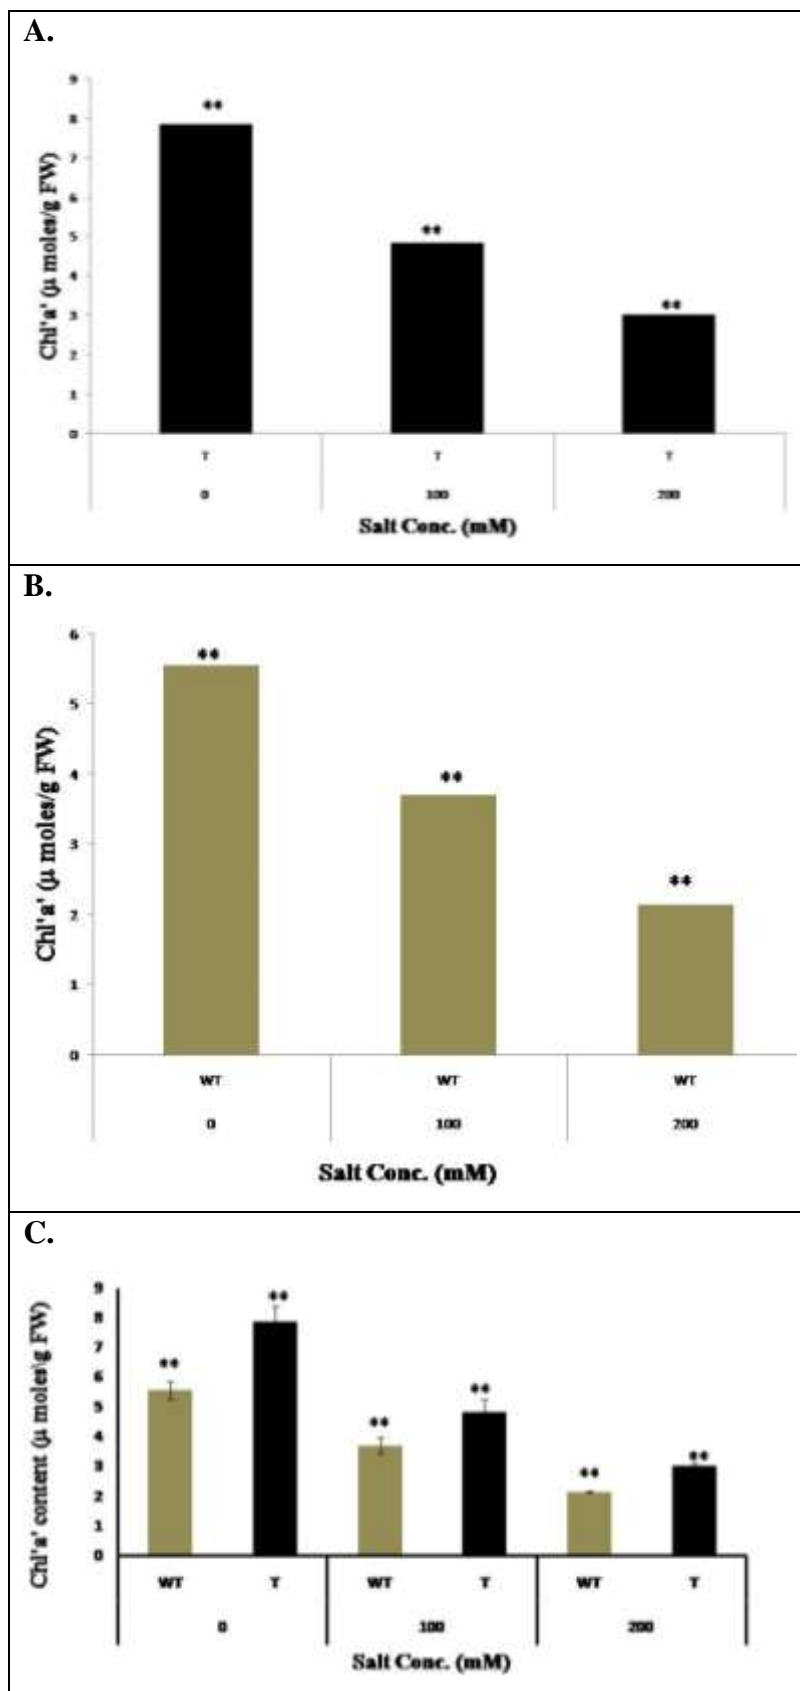 A.
Chl'a' (µ moles/g FW)
9
8
7
6
5
4
3
2
1
0
**
**
**
T T T
0 100 200
Salt Conc. (mM)
B.
Chl'a' (µ moles/g FW)
6
5
4
3
2
1
0
**
**
**
WT WT WT
0 100 200
Salt Conc. (mM)
C.
Chl'a' content (µ moles\g FW)
9
8
7
6
5
4
3
2
1
0
**
**
**
**
**
**
WT T WT T WT T
0 100 200
Salt Conc. (mM)